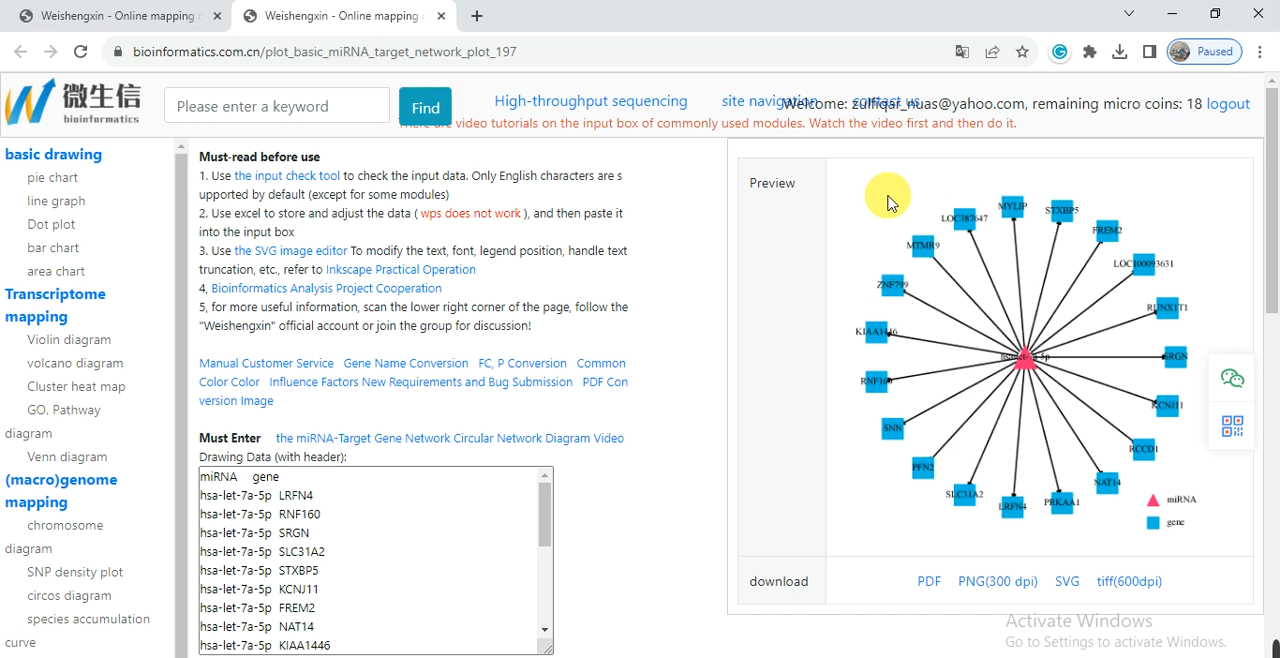 Weishengxin - Online mapping
Weishengxin - Online mapping
bioinformatics.com.cn/plot_basic_miRNA_target_network_plot_197
Paused
微生信
bioinformatics
Please enter a keyword
Find
High-throughput sequencing
site navigation
contact us
Welcome: zulfiqar_nuas@yahoo.com, remaining micro coins: 18 logout
There are video tutorials on the input box of commonly used modules. Watch the video first and then do it.
basic drawing
pie chart
line graph
Dot plot
bar chart
area chart
Transcriptome
mapping
Violin diagram
volcano diagram
Cluster heat map
GO. Pathway
diagram
Venn diagram
(macro)genome
mapping
chromosome
diagram
SNP density plot
circos diagram
species accumulation
curve
Must-read before use
1. Use the input check tool to check the input data. Only English characters are s
upported by default (except for some modules)
2. Use excel to store and adjust the data ( wps does not work ), and then paste it
into the input box
3. Use the SVG image editor To modify the text, font, legend position, handle text
truncation, etc., refer to Inkscape Practical Operation
4, Bioinformatics Analysis Project Cooperation
5, for more useful information, scan the lower right corner of the page, follow the
"Weishengxin" official account or join the group for discussion!
Manual Customer Service Gene Name Conversion FC, P Conversion Common
Color Color Influence Factors New Requirements and Bug Submission PDF Con
version Image
Must Enter the miRNA-Target Gene Network Circular Network Diagram Video
Drawing Data (with header):
miRNA gene
hsa-let-7a-5p LRFN4
hsa-let-7a-5p RNF160
hsa-let-7a-5p SRGN
hsa-let-7a-5p SLC31A2
hsa-let-7a-5p STXBP5
hsa-let-7a-5p KCNJ11
hsa-let-7a-5p FREM2
hsa-let-7a-5p NAT14
hsa-let-7a-5p KIAA1446
Preview
MYLIP
STXBP5
LOC387647
FREM2
MTMR9
LOC100093631
ZNF799
RUNX1T1
KIAA1446
SRGN
RNF160
KCNJ11
SNN
RCCD1
PFN2
NAT14
SLC31A2
LRFN4
PRKAA1
miRNA
gene
download
PDF PNG(300 dpi) SVG tiff(600dpi)
Activate Windows
Go to Settings to activate Windows.